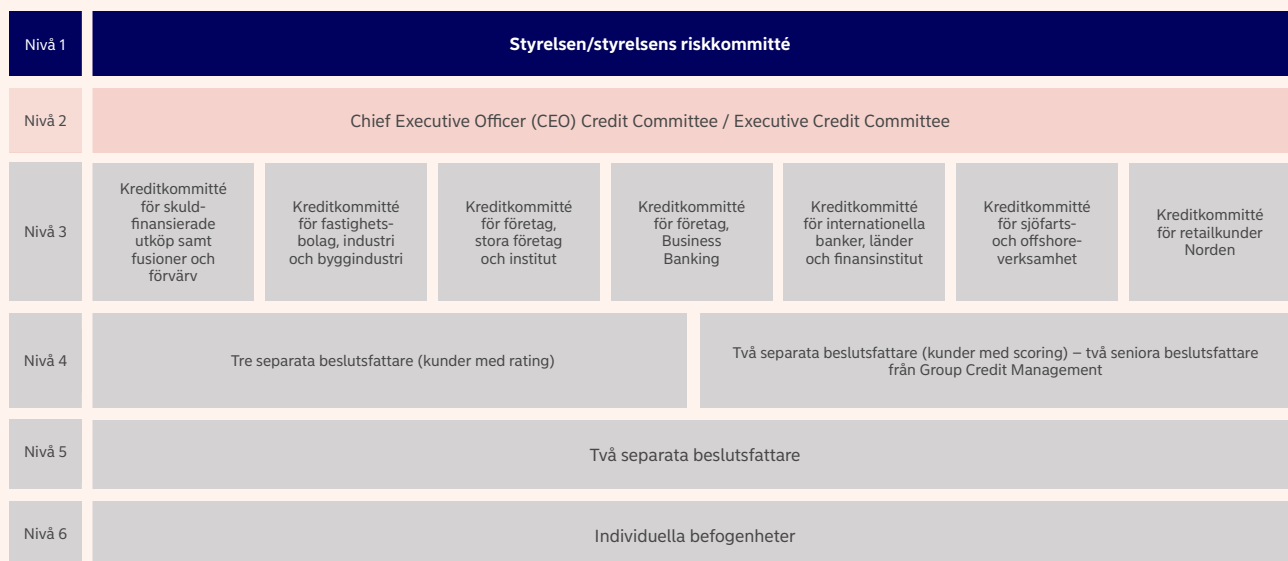 Nivå 1
Styrelsen/styrelsens riskkommitté
Nivå 2
Chief Executive Officer (CEO) Credit Committee / Executive Credit Committee
Nivå 3
Kreditkommitté
för skuld-
finansierade
utköp samt
fusioner och
förvärv
Kreditkommitté
för fastighets-
bolag, industri
och byggindustri
Kreditkommitté
för företag,
stora företag
och institut
Kreditkommitté
för företag,
Business
Banking
Kreditkommitté
för internationella
banker, länder
och finansinstitut
Kreditkommitté
för sjöfarts-
och offshore-
verksamhet
Kreditkommitté
för retailkunder
Norden
Nivå 4
Tre separata beslutsfattare (kunder med rating)
Två separata beslutsfattare (kunder med scoring) – två seniora beslutsfattare
från Group Credit Management
Nivå 5
Två separata beslutsfattare
Nivå 6
Individuella befogenheter